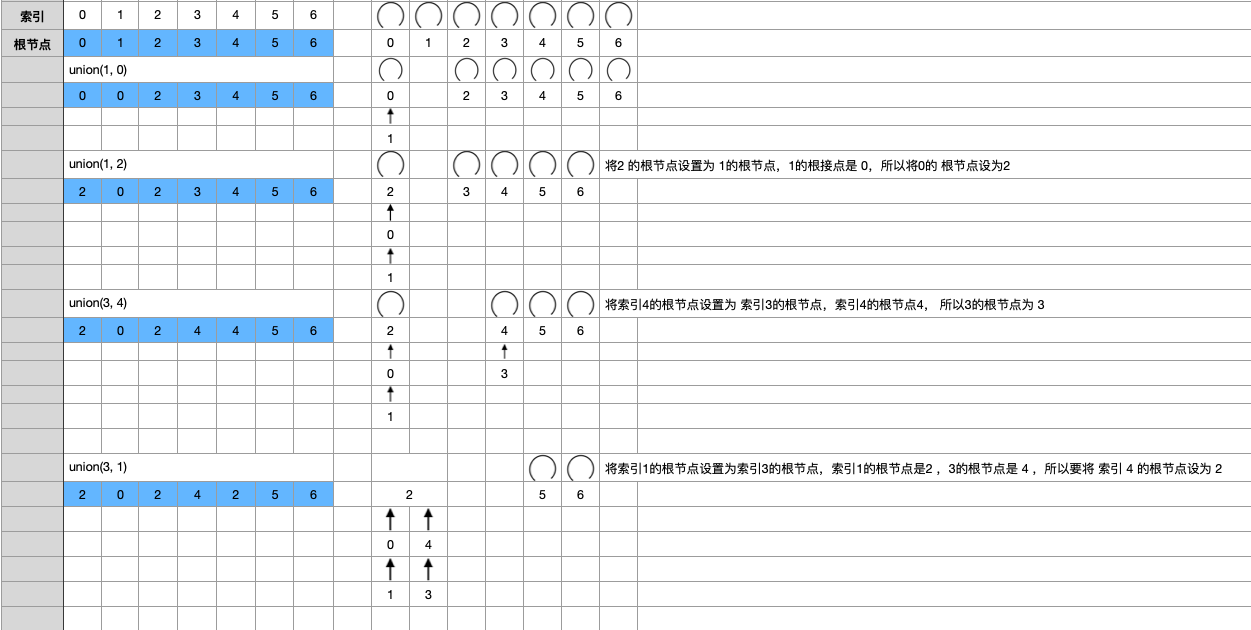 索引 0 1 2 3 4 5 6
根节点 0 1 2 3 4 5 6 0 1 2 3 4 5 6
union(1, 0)
0 0 2 3 4 5 6 0 2 3 4 5 6
1
union(1, 2) 将2 的根节点设置为 1的根节点，1的根接点是 0，所以将0的 根节点设为2
2 0 2 3 4 5 6 2 3 4 5 6
0
1
union(3, 4) 将索引4的根节点设置为 索引3的根节点，索引4的根节点4， 所以3的根节点为 3
2 0 2 4 4 5 6 2 4 5 6
0 3
1
union(3, 1) 将索引1的根节点设置为索引3的根节点，索引1的根节点是2 ，3的根节点是 4 ，所以要将 索引 4 的根节点设为 2
2 0 2 4 2 5 6 2 5 6
0 4
1 3